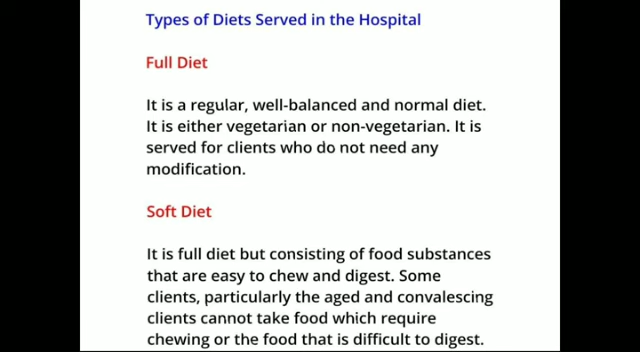 Types of Diets Served in the Hospital
Full Diet
It is a regular, well-balanced and normal diet.
It is either vegetarian or non-vegetarian. It is
served for clients who do not need any
modification.
Soft Diet
It is full diet but consisting of food substances
that are easy to chew and digest. Some
clients, particularly the aged and convalescing
clients cannot take food which require
chewing or the food that is difficult to digest.